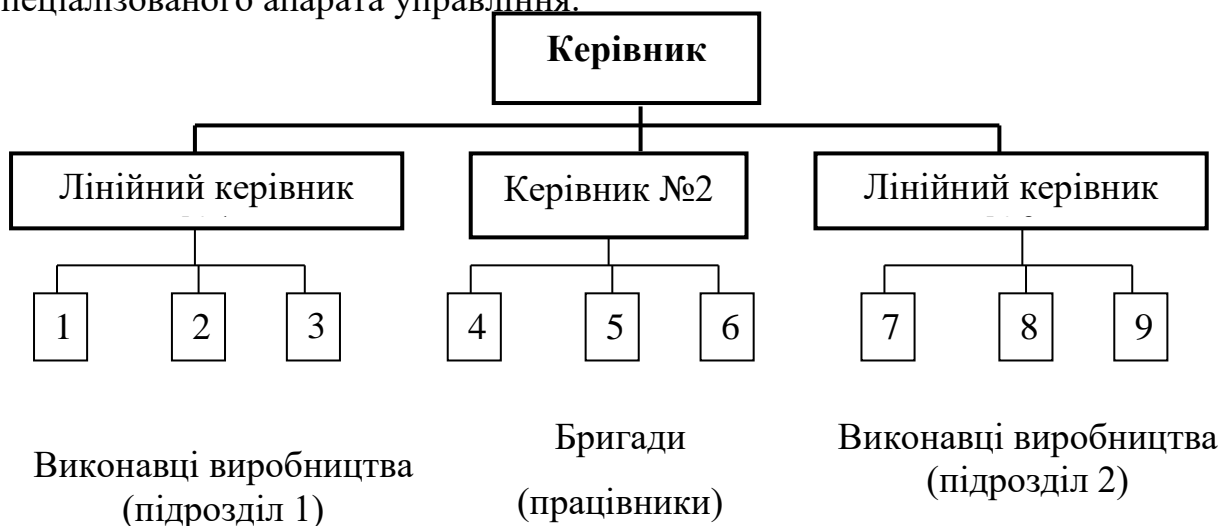 апарата управління.
Керівник
Лінійний керівник
Керівник №2
Лінійний керівник
1 2 3 4 5 6 7 8 9
Виконавці виробництва
(підрозділ 1)
Бригади
(працівники)
Виконавці виробництва
(підрозділ 2)